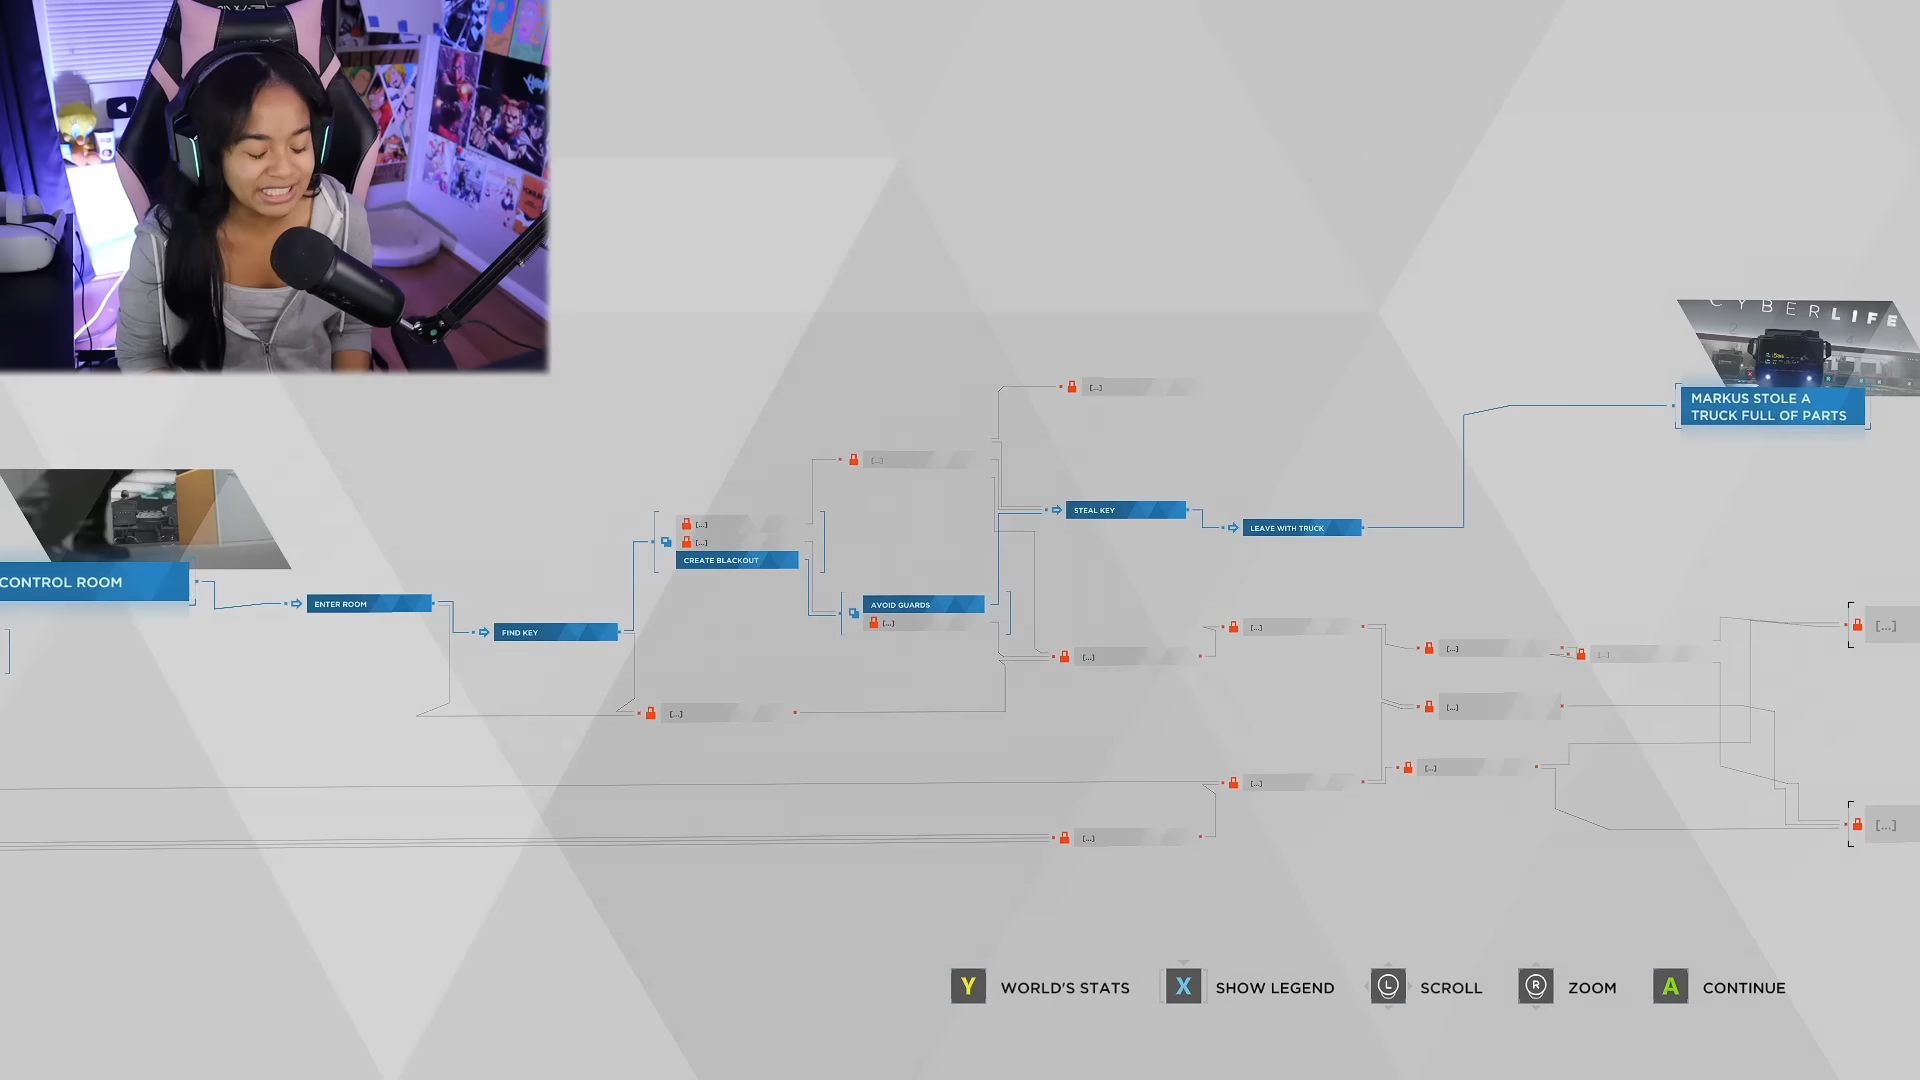 CYBERLIFE
MARKUS STOLE A
TRUCK FULL OF PARTS
[...]
[...]
STEAL KEY
[...]
[...]
CREATE BLACKOUT
LEAVE WITH TRUCK
CONTROL ROOM
ENTER ROOM
AVOID GUARDS
[...]
FIND KEY
[...]
[...]
[...]
[...]
[...]
[...]
[...]
[...]
[...]
[...]
[...]
Y WORLD'S STATS
X SHOW LEGEND
L SCROLL
R ZOOM
A CONTINUE